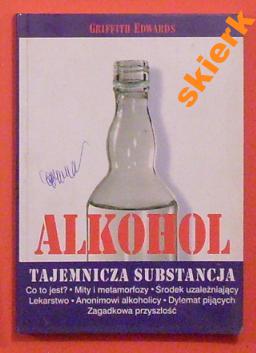 GRIFFITH EDWARDS
skierk
ALKOHOL
TAJEMNICZA SUBSTANCJA
Co to jest? • Mity i metamorfozy • Środek uzależniający
Lekarstwo • Anonimowi alkoholicy • Dylemat pijących
Zagadkowa przyszłość